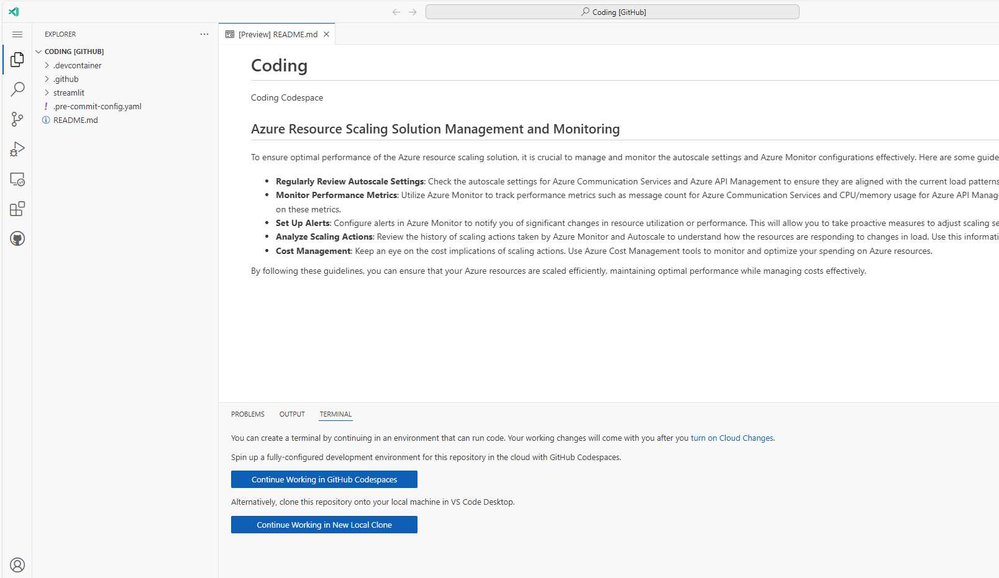 Coding [GitHub]
EXPLORER
CODING [GITHUB]
.devcontainer
.github
streamlit
! .pre-commit-config.yaml
README.md
[Preview] README.md
Coding
Coding Codespace
Azure Resource Scaling Solution Management and Monitoring
To ensure optimal performance of the Azure resource scaling solution, it is crucial to manage and monitor the autoscale settings and Azure Monitor configurations effectively. Here are some guide
• Regularly Review Autoscale Settings: Check the autoscale settings for Azure Communication Services and Azure API Management to ensure they are aligned with the current load patterns
• Monitor Performance Metrics: Utilize Azure Monitor to track performance metrics such as message count for Azure Communication Services and CPU/memory usage for Azure API Manag
on these metrics.
• Set Up Alerts: Configure alerts in Azure Monitor to notify you of significant changes in resource utilization or performance. This will allow you to take proactive measures to adjust scaling se
• Analyze Scaling Actions: Review the history of scaling actions taken by Azure Monitor and Autoscale to understand how the resources are responding to changes in load. Use this informati
• Cost Management: Keep an eye on the cost implications of scaling actions. Use Azure Cost Management tools to monitor and optimize your spending on Azure resources.
By following these guidelines, you can ensure that your Azure resources are scaled efficiently, maintaining optimal performance while managing costs effectively.
PROBLEMS OUTPUT TERMINAL
You can create a terminal by continuing in an environment that can run code. Your working changes will come with you after you turn on Cloud Changes.
Spin up a fully-configured development environment for this repository in the cloud with GitHub Codespaces.
Continue Working in GitHub Codespaces
Alternatively, clone this repository onto your local machine in VS Code Desktop.
Continue Working in New Local Clone